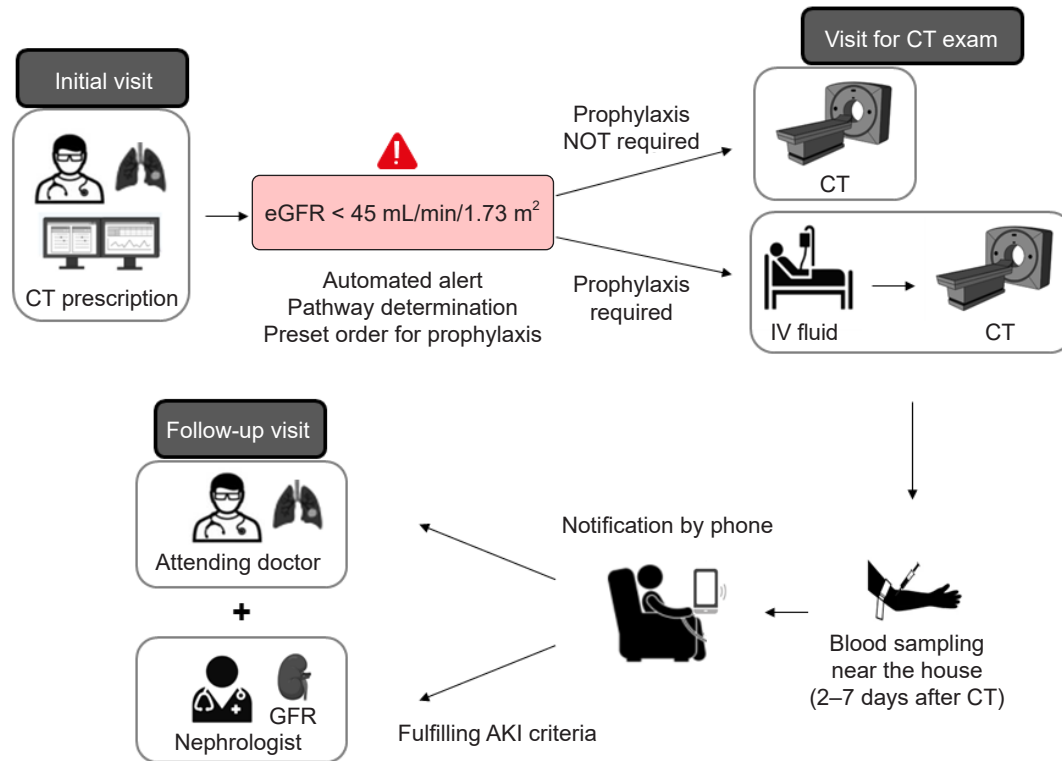 Initial visit
CT prescription
eGFR < 45 mL/min/1.73 m²
Automated alert
Pathway determination
Preset order for prophylaxis
Prophylaxis
NOT required
Prophylaxis
required
Visit for CT exam
CT
IV fluid
CT
Blood sampling
near the house
(2–7 days after CT)
Notification by phone
Fulfilling AKI criteria
Follow-up visit
Attending doctor
+
GFR
Nephrologist